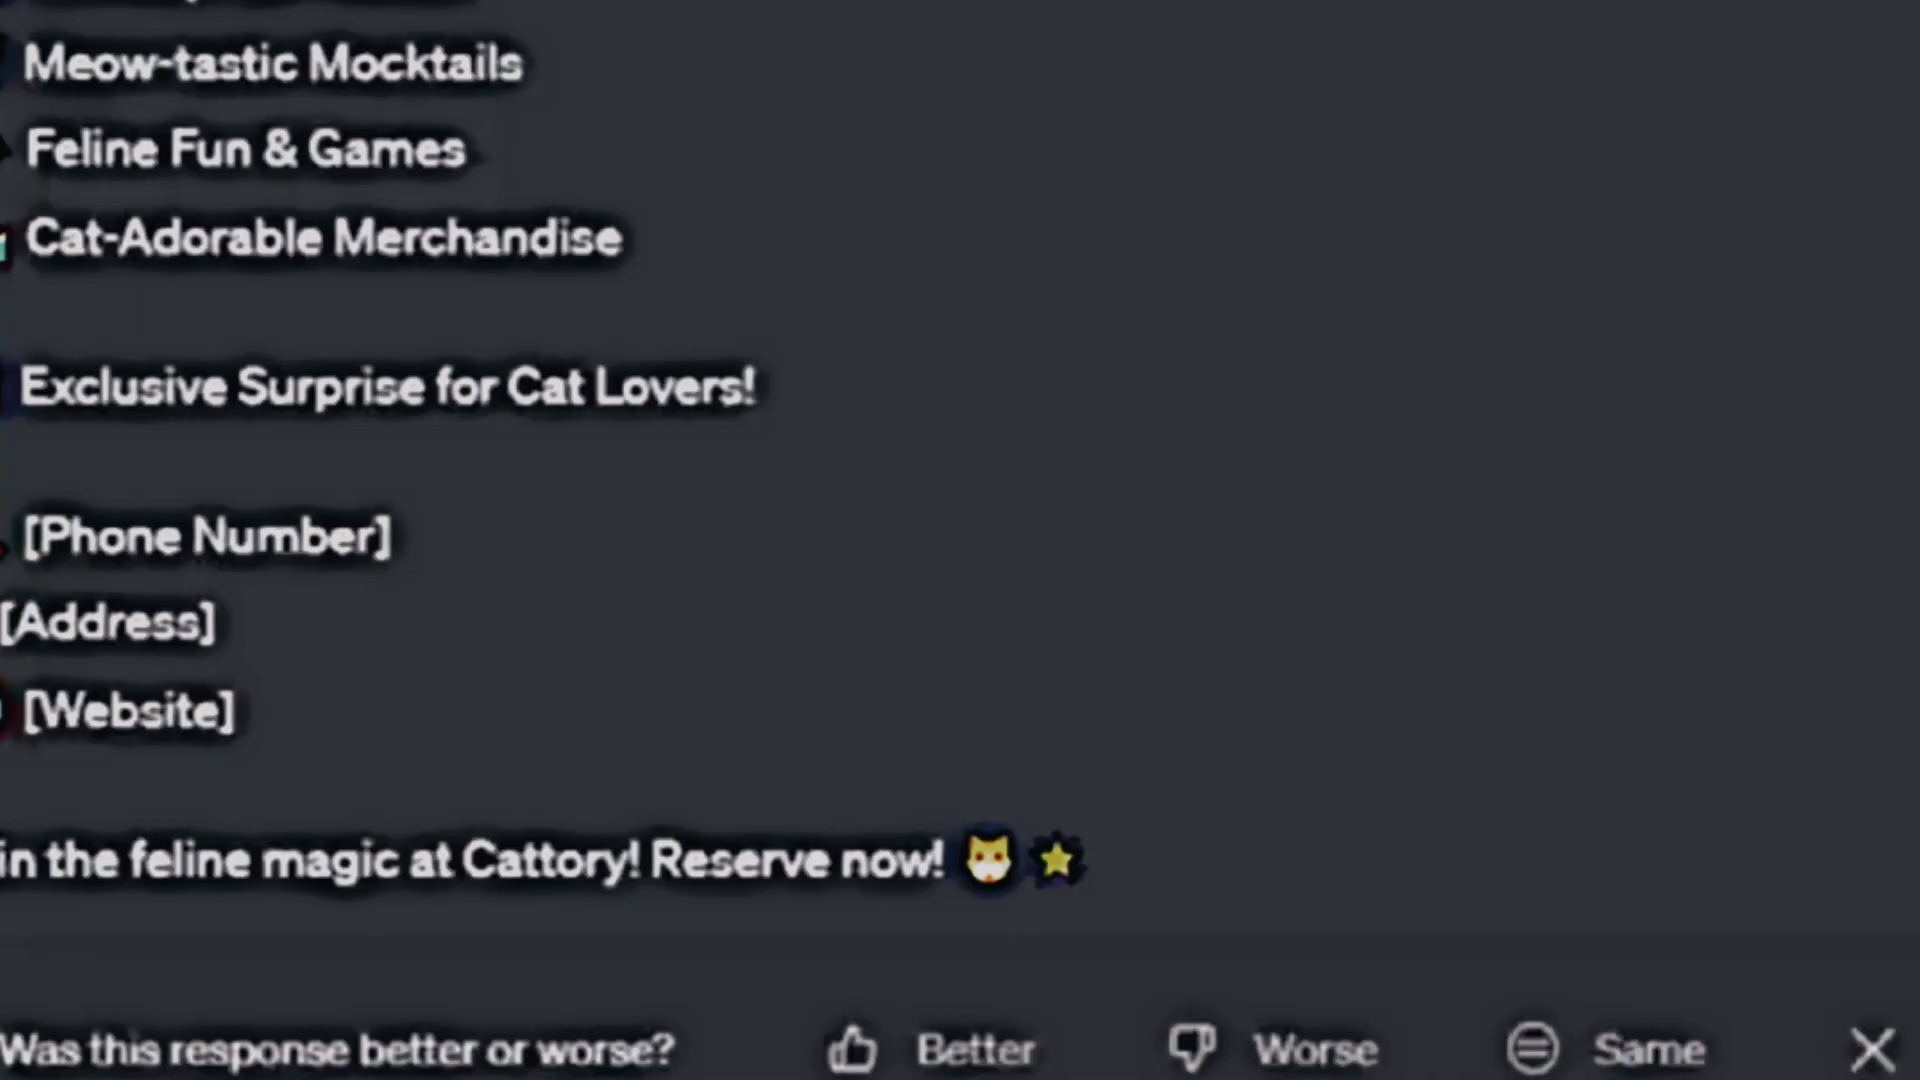 Meow-tastic Mocktails
Feline Fun & Games
Cat-Adorable Merchandise
Exclusive Surprise for Cat Lovers!
[Phone Number]
[Address]
[Website]
in the feline magic at Cattory! Reserve now!
Was this response better or worse? Better Worse Same